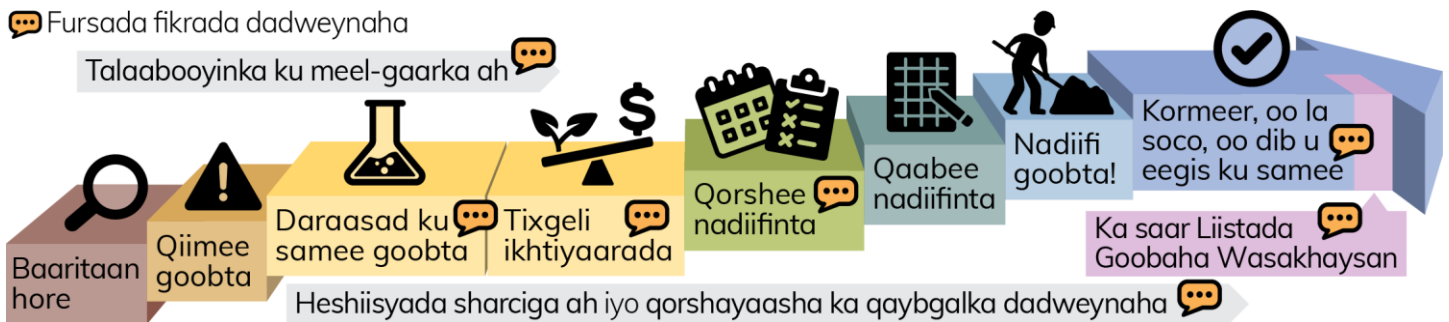 Fursada fikrada dadweynaha
Talaabooyinka ku meel-gaarka ah
Baaritaan
hore
Qiimee
goobta
Daraasad ku
samee goobta
Tixgeli
ikhtiyaarada
Qorshee
nadiifinta
Qaabee
nadiifinta
Nadiifi
goobta!
Kormeer, oo la
soco, oo dib u
eegis ku samee
Ka saar Liistada
Goobaha Wasakhaysan
Heshiisyada sharciga ah iyo qorshayaasha ka qaybgalka dadweynaha